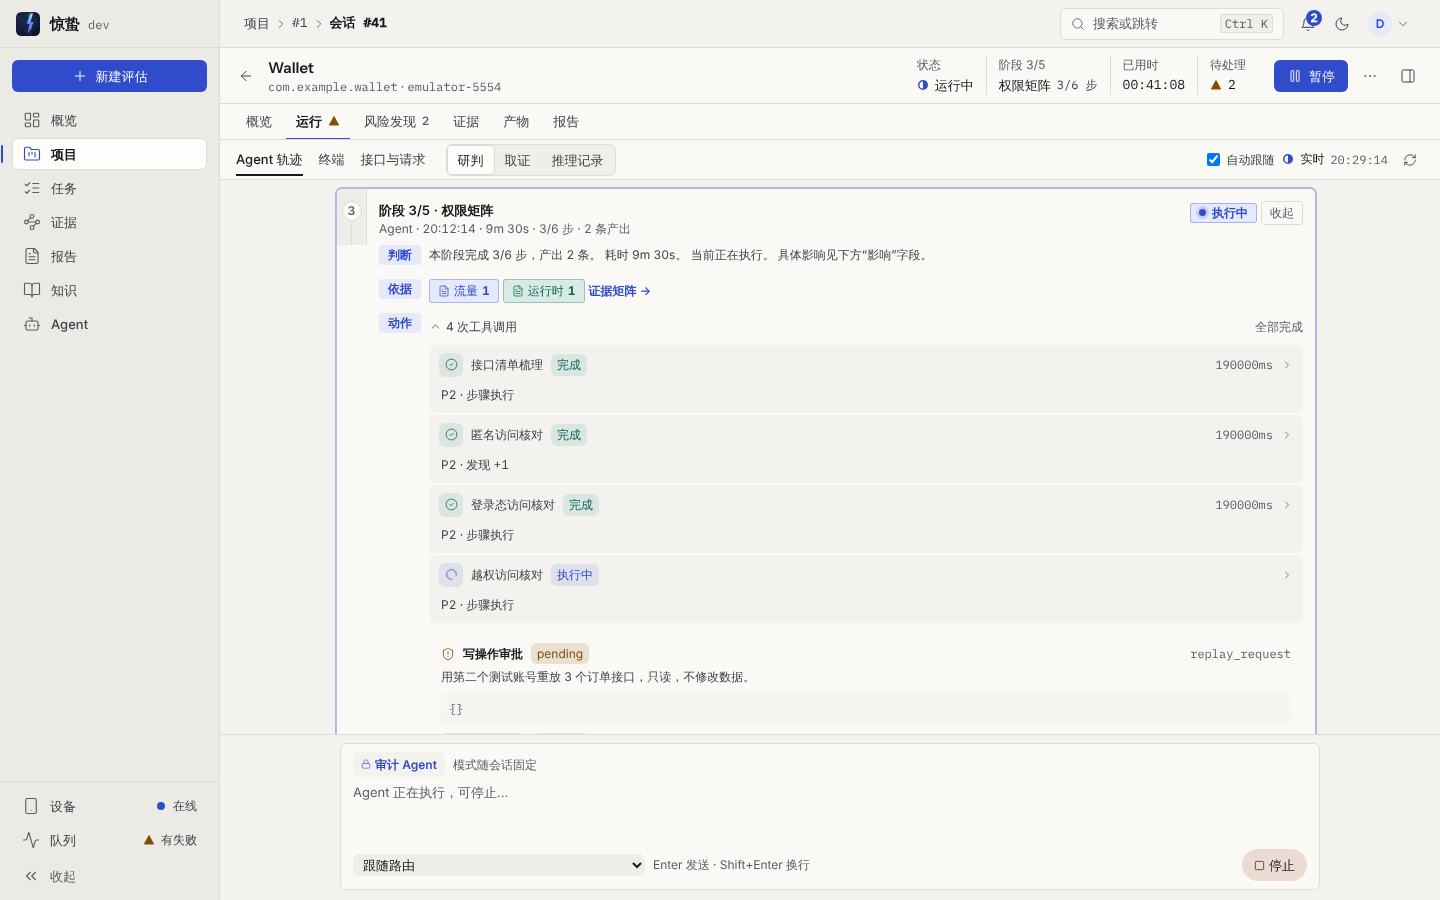 惊蛰 dev
项目 > #1 > 会话 #41
搜索或跳转 Ctrl K
2
D
新建评估
概览
项目
任务
证据
报告
知识
Agent
设备 在线
队列 有失败
收起
Wallet
com.example.wallet · emulator-5554
状态
运行中
阶段 3/5
权限矩阵 3/6 步
已用时
00:41:08
待处理
2
暂停
概览 运行 风险发现 2 证据 产物 报告
Agent 轨迹 终端 接口与请求 研判 取证 推理记录
自动跟随 实时 20:29:14
3
阶段 3/5 · 权限矩阵
Agent · 20:12:14 · 9m 30s · 3/6 步 · 2 条产出
执行中 收起
判断 本阶段完成 3/6 步，产出 2 条。 耗时 9m 30s。 当前正在执行。 具体影响见下方“影响”字段。
依据 流量 1 运行时 1 证据矩阵 →
动作 4 次工具调用 全部完成
接口清单梳理 完成 190000ms
P2 · 步骤执行
匿名访问核对 完成 190000ms
P2 · 发现 +1
登录态访问核对 完成 190000ms
P2 · 步骤执行
越权访问核对 执行中
P2 · 步骤执行
写操作审批 pending replay_request
用第二个测试账号重放 3 个订单接口，只读，不修改数据。
{}
审计 Agent 模式随会话固定
Agent 正在执行，可停止...
跟随路由 Enter 发送 · Shift+Enter 换行
停止